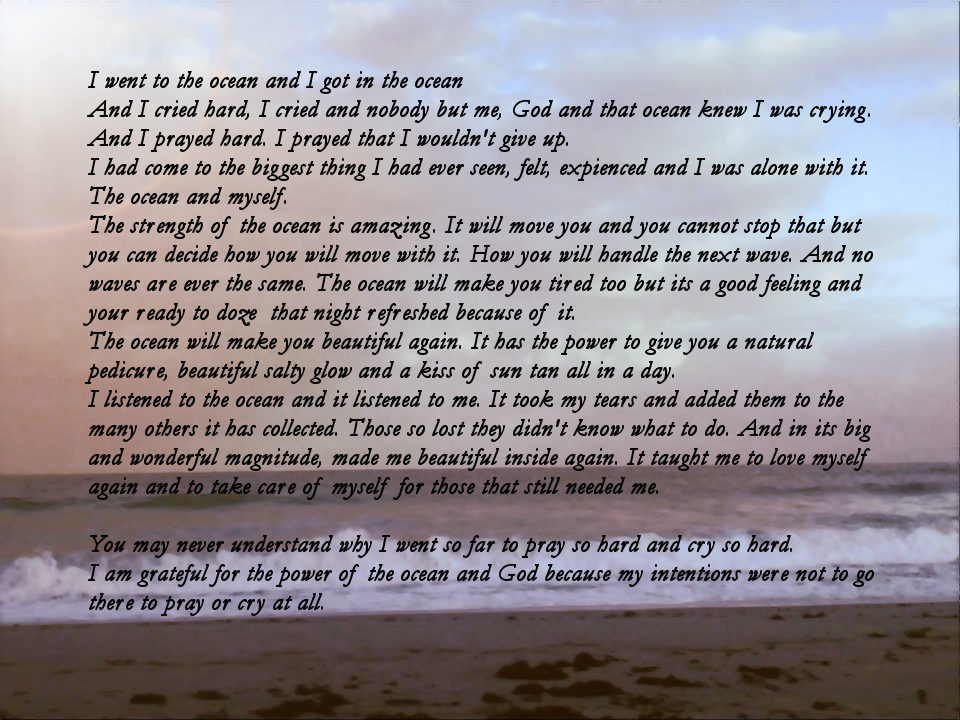 I went to the ocean and I got in the ocean
And I cried hard, I cried and nobody but me, God and that ocean knew I was crying.
And I prayed hard. I prayed that I wouldn't give up.
I had come to the biggest thing I had ever seen, felt, expienced and I was alone with it.
The ocean and myself.
The strength of the ocean is amazing. It will move you and you cannot stop that but
you can decide how you will move with it. How you will handle the next wave. And no
waves are ever the same. The ocean will make you tired too but its a good feeling and
your ready to doze that night refreshed because of it.
The ocean will make you beautiful again. It has the power to give you a natural
pedicure, beautiful salty glow and a kiss of sun tan all in a day.
I listened to the ocean and it listened to me. It took my tears and added them to the
many others it has collected. Those so lost they didn't know what to do. And in its big
and wonderful magnitude, made me beautiful inside again. It taught me to love myself
again and to take care of myself for those that still needed me.

You may never understand why I went so far to pray so hard and cry so hard.
I am grateful for the power of the ocean and God because my intentions were not to go
there to pray or cry at all.